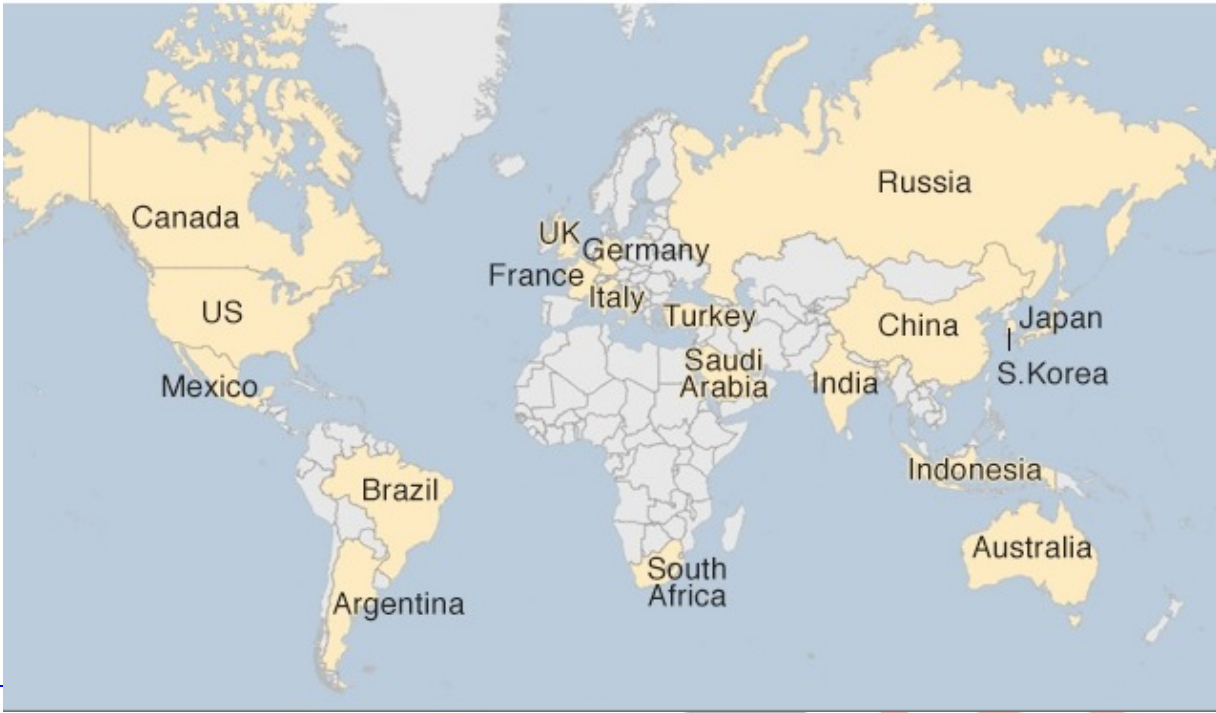 Russia
Canada
UK
Germany
France
Italy
US
Turkey
China
Japan
Saudi
Arabia
India
S.Korea
Mexico
Indonesia
Brazil
Australia
South
Africa
Argentina